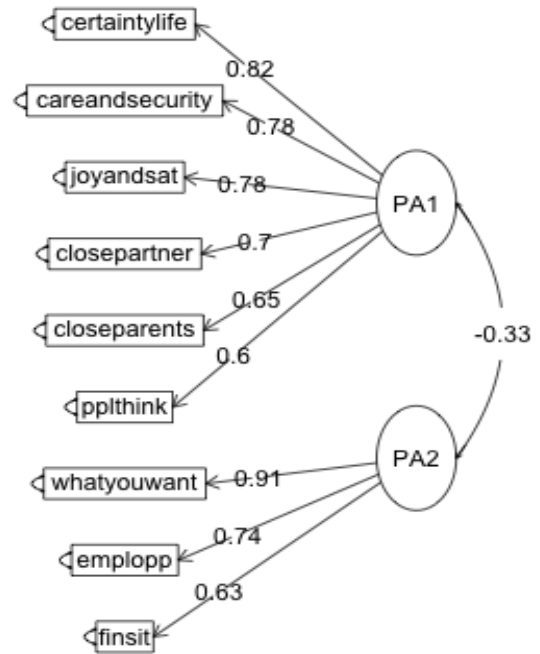 certaintylife
0.82
careandsecurity
0.78
joyandsat
0.78
PA1
closepartner
0.7
closeparents
0.65
-0.33
0.6
pplthink
PA2
whatyouwant
0.91
emplopp
0.74
0.63
finsit